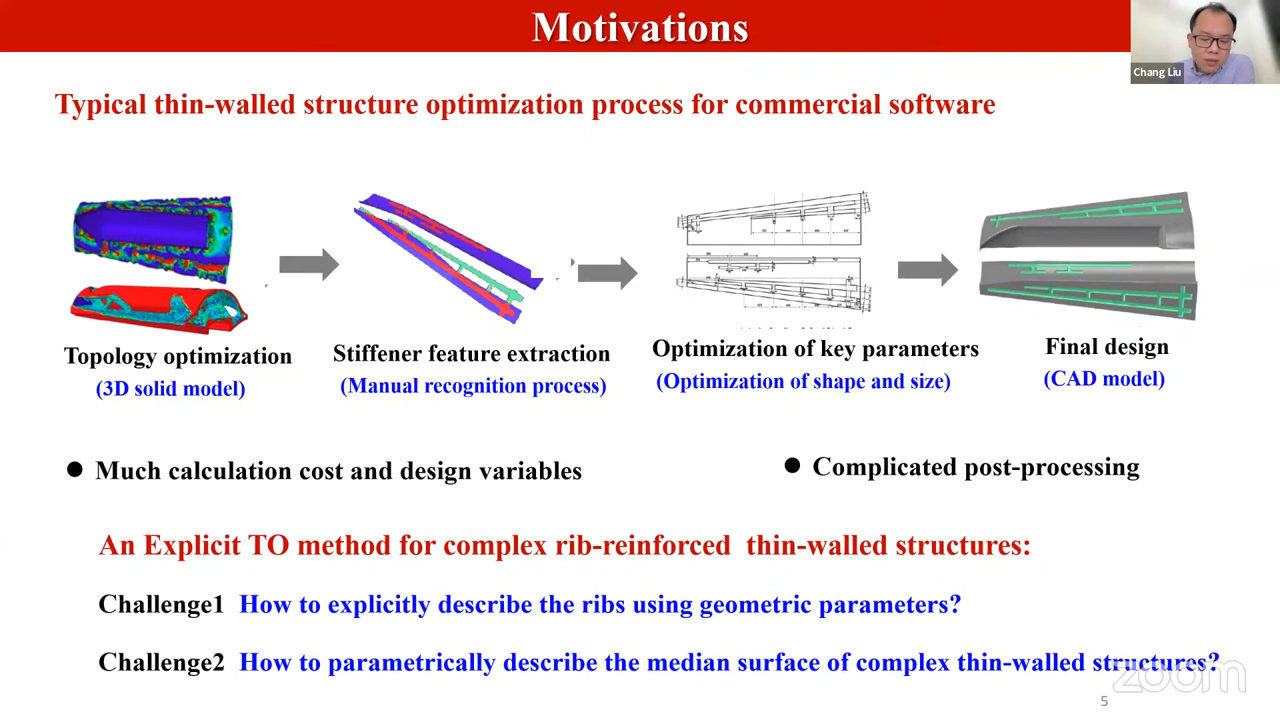 Motivations
Chang Liu
Typical thin-walled structure optimization process for commercial software
Topology optimization
(3D solid model)
Stiffener feature extraction
(Manual recognition process)
Optimization of key parameters
(Optimization of shape and size)
Final design
(CAD model)
● Much calculation cost and design variables
● Complicated post-processing
An Explicit TO method for complex rib-reinforced thin-walled structures:
Challenge1 How to explicitly describe the ribs using geometric parameters?
Challenge2 How to parametrically describe the median surface of complex thin-walled structures?
zoom
5